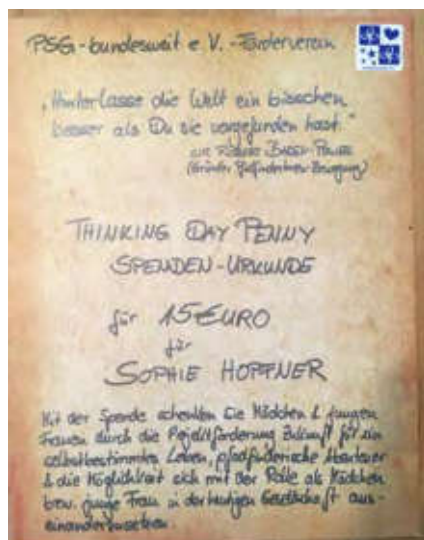 PSG-bundesweit e.V.-Förderverein
„Hinterlasse die Welt ein bisschen
besser als Du sie vorgefunden hast."
Robert Baden-Powell
(Gründer Bewegung)
THINKING DAY PENNY
SPENDEN-URKUNDE
für 15 EURO
für
SOPHIE HOPFNER
Mit der Spende schenken Sie Mädchen & jungen
Frauen durch die Projektförderung Zukunft für ein
selbstbestimmtes Leben, pfadfinderische Abenteuer
& die Möglichkeit sich mit der Rolle als Mädchen
bzw. junge Frau in der heutigen Gesellschaft aus-
einanderzusetzen.